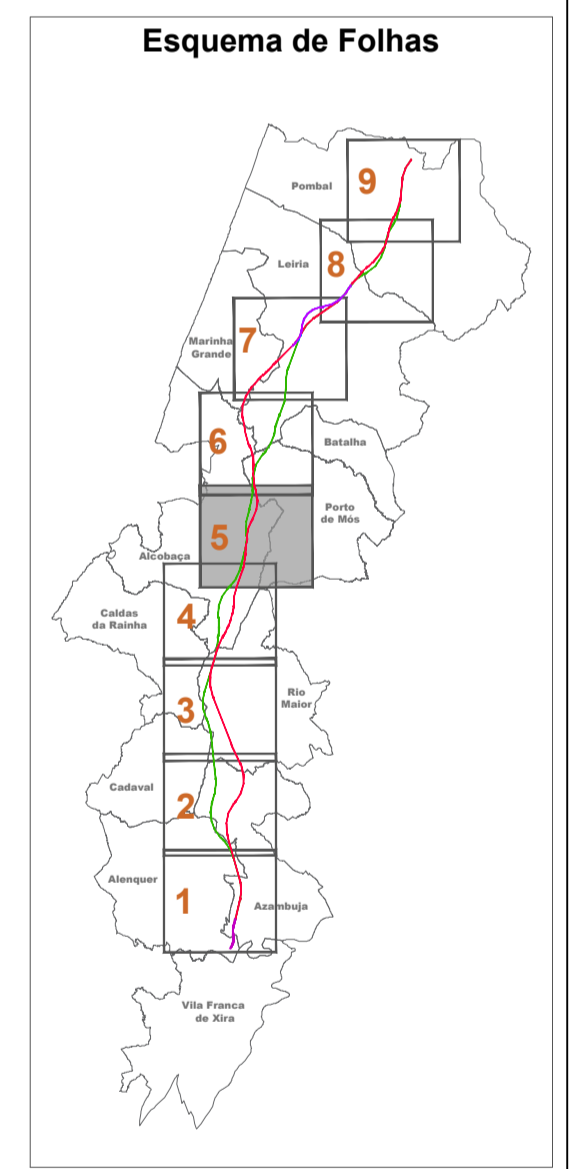 Esquema de Folhas
9
Pombal
8
Leiria
7
Marinha
Grande
6
Batalha
Porto
de Mós
5
Alcobaça
4
Caldas
da Rainha
Rio
Maior
3
Cadaval
2
Alenquer
1
Azambuja
Vila Franca
de Xira